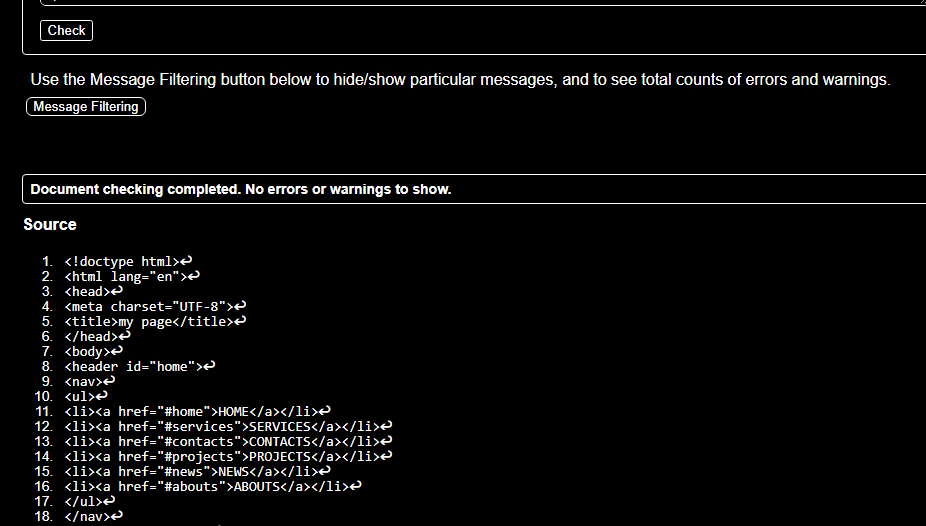 Check
Use the Message Filtering button below to hide/show particular messages, and to see total counts of errors and warnings.
Message Filtering
Document checking completed. No errors or warnings to show.
Source
1. <!doctype html>↩
2. <html lang="en">↩
3. <head>↩
4. <meta charset="UTF-8">↩
5. <title>my page</title>↩
6. </head>↩
7. <body>↩
8. <header id="home">↩
9. <nav>↩
10. <ul>↩
11. <li><a href="#home">HOME</a></li>↩
12. <li><a href="#services">SERVICES</a></li>↩
13. <li><a href="#contacts">CONTACTS</a></li>↩
14. <li><a href="#projects">PROJECTS</a></li>↩
15. <li><a href="#news">NEWS</a></li>↩
16. <li><a href="#abouts">ABOUTS</a></li>↩
17. </ul>↩
18. </nav>↩